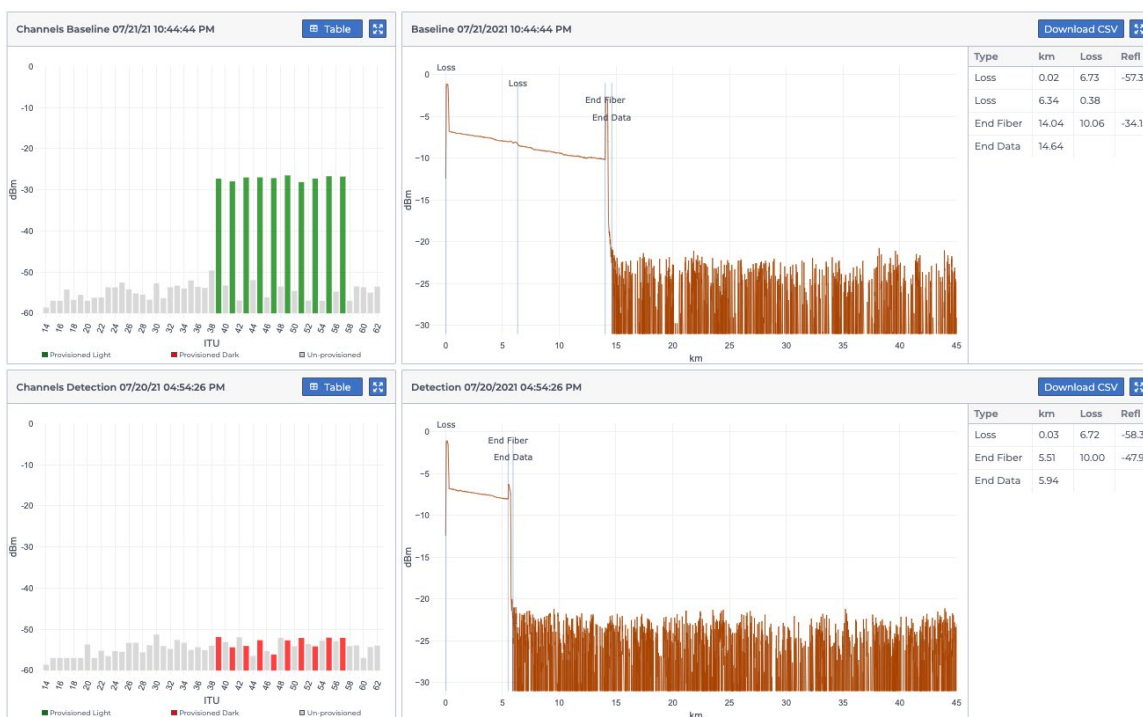 Channels Baseline 07/21/21 10:44:44 PM
Table
0
-10
-20
-30
-40
-50
-60
dBm
14 16 18 20 22 24 26 28 30 32 34 36 38 40 42 44 46 48 50 52 54 56 58 60 62
ITU
Provisioned Light Provisioned Dark Un-provisioned
Baseline 07/21/2021 10:44:44 PM
Download CSV
Loss
Loss
End Fiber
End Data
0
−5
−10
−15
−20
−25
−30
dBm
0 5 10 15 20 25 30 35 40 45
km
Type km Loss Refl
Loss 0.02 6.73 -57.3
Loss 6.34 0.38
End Fiber 14.04 10.06 -34.1
End Data 14.64
Channels Detection 07/20/21 04:54:26 PM
Table
0
-10
-20
-30
-40
-50
-60
dBm
14 16 18 20 22 24 26 28 30 32 34 36 38 40 42 44 46 48 50 52 54 56 58 60 62
ITU
Provisioned Light Provisioned Dark Un-provisioned
Detection 07/20/2021 04:54:26 PM
Download CSV
Loss
End Fiber
End Data
0
−5
−10
−15
−20
−25
−30
dBm
0 5 10 15 20 25 30 35 40 45
km
Type km Loss Refl
Loss 0.03 6.72 -58.3
End Fiber 5.51 10.00 -47.9
End Data 5.94